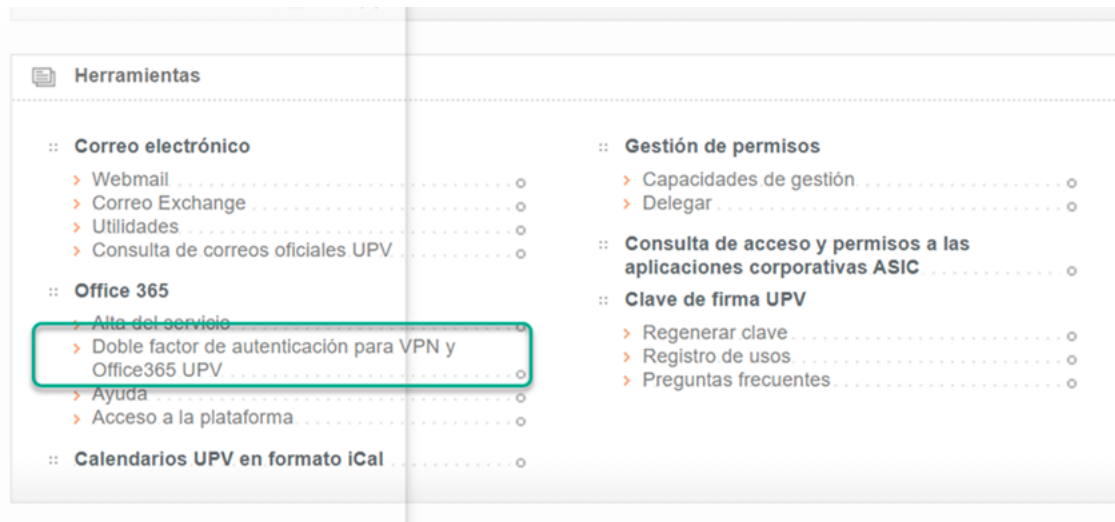 Herramientas
Correo electrónico
Webmail
Correo Exchange
Utilidades
Consulta de correos oficiales UPV
Office 365
Alta del servicio
Doble factor de autenticación para VPN y
Office365 UPV
Ayuda
Acceso a la plataforma
Calendarios UPV en formato iCal
Gestión de permisos
Capacidades de gestión
Delegar
Consulta de acceso y permisos a las
aplicaciones corporativas ASIC
Clave de firma UPV
Regenerar clave
Registro de usos
Preguntas frecuentes